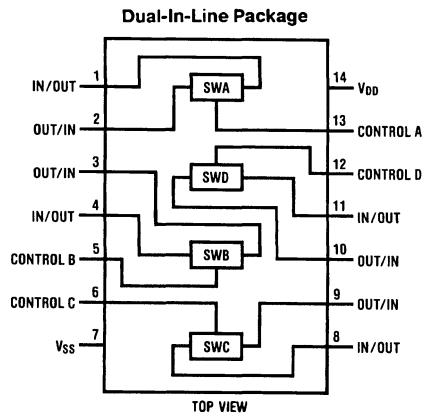 Dual-In-Line Package
IN/OUT 1 SWA 14 VDD
OUT/IN 2 13 CONTROL A
OUT/IN 3 SWD 12 CONTROL D
IN/OUT 4 11 IN/OUT
CONTROL B 5 SWB 10 OUT/IN
CONTROL C 6 9 OUT/IN
VSS 7 SWC 8 IN/OUT
TOP VIEW